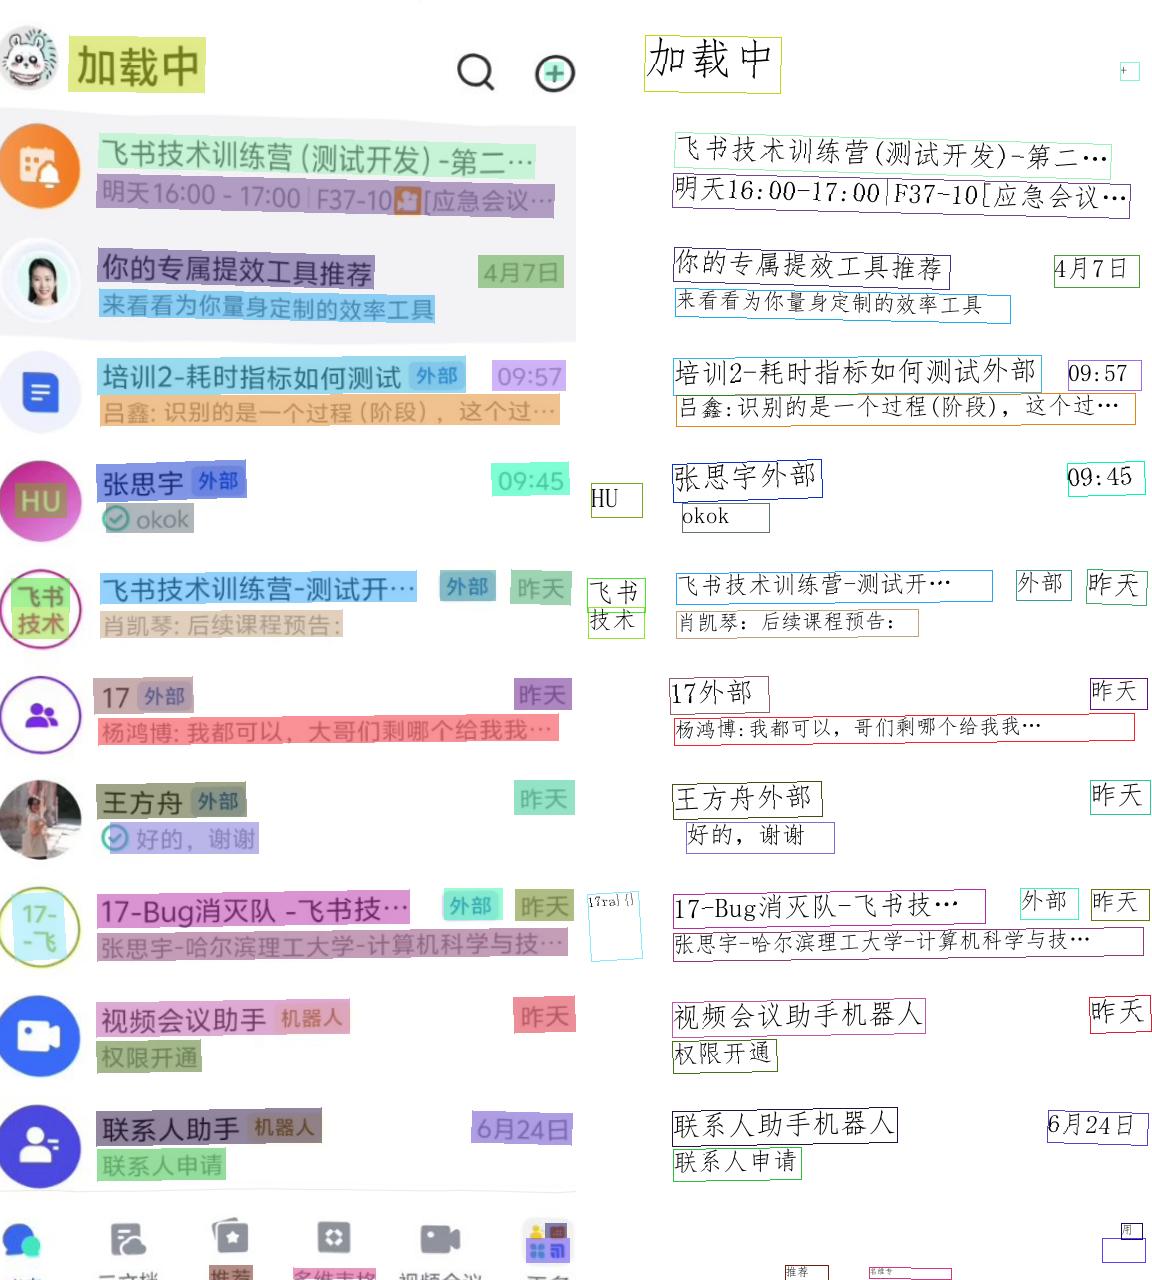 加载中
加载中
+
飞书技术训练营 (测试开发) -第二…
飞书技术训练营(测试开发)-第二…
明天16:00 - 17:00 | F37-10 [应急会议…
明天16:00-17:00|F37-10[应急会议…
你的专属提效工具推荐 4月7日
你的专属提效工具推荐 4月7日
来看看为你量身定制的效率工具
来看看为你量身定制的效率工具
培训2-耗时指标如何测试 外部 09:57
培训2-耗时指标如何测试外部 09:57
吕鑫: 识别的是一个过程 (阶段) ，这个过…
吕鑫:识别的是一个过程(阶段)，这个过…
HU 张思宇 外部 09:45
HU 张思宇外部 09:45
okok
okok
飞书技术 飞书技术训练营-测试开… 外部 昨天
飞书 飞书技术训练营-测试开… 外部 昨天
肖凯琴: 后续课程预告:
技术 肖凯琴: 后续课程预告:
17 外部 昨天
17外部 昨天
杨鸿博: 我都可以，大哥们剩哪个给我我…
杨鸿博:我都可以，哥们剩哪个给我我…
王方舟 外部 昨天
王方舟外部 昨天
好的，谢谢
好的，谢谢
17--飞 17-Bug消灭队 -飞书技… 外部 昨天
17-Bug消灭队-飞书技… 外部 昨天
张思宇-哈尔滨理工大学-计算机科学与技…
张思宇-哈尔滨理工大学-计算机科学与技…
视频会议助手 机器人 昨天
视频会议助手机器人 昨天
权限开通
权限开通
联系人助手 机器人 6月24日
联系人助手机器人 6月24日
联系人申请
联系人申请
用
推荐 多维表格 视频会议
推荐